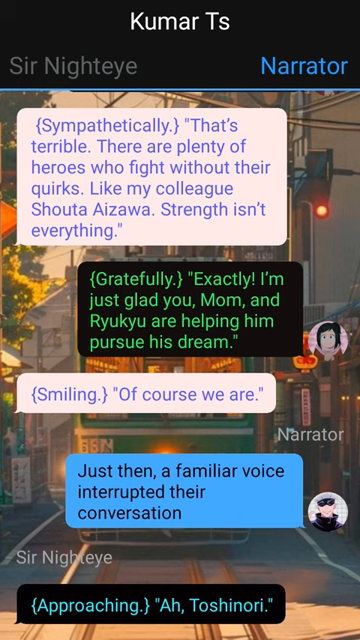 Kumar Ts
Sir Nighteye
Narrator
{Sympathetically.} "That's
terrible. There are plenty of
heroes who fight without their
quirks. Like my colleague
Shouta Aizawa. Strength isn't
everything."
{Gratefully.} "Exactly! I'm
just glad you, Mom, and
Ryukyu are helping him
pursue his dream."
{Smiling.} "Of course we are."
Narrator
Just then, a familiar voice
interrupted their
conversation
Sir Nighteye
{Approaching.} "Ah, Toshinori."